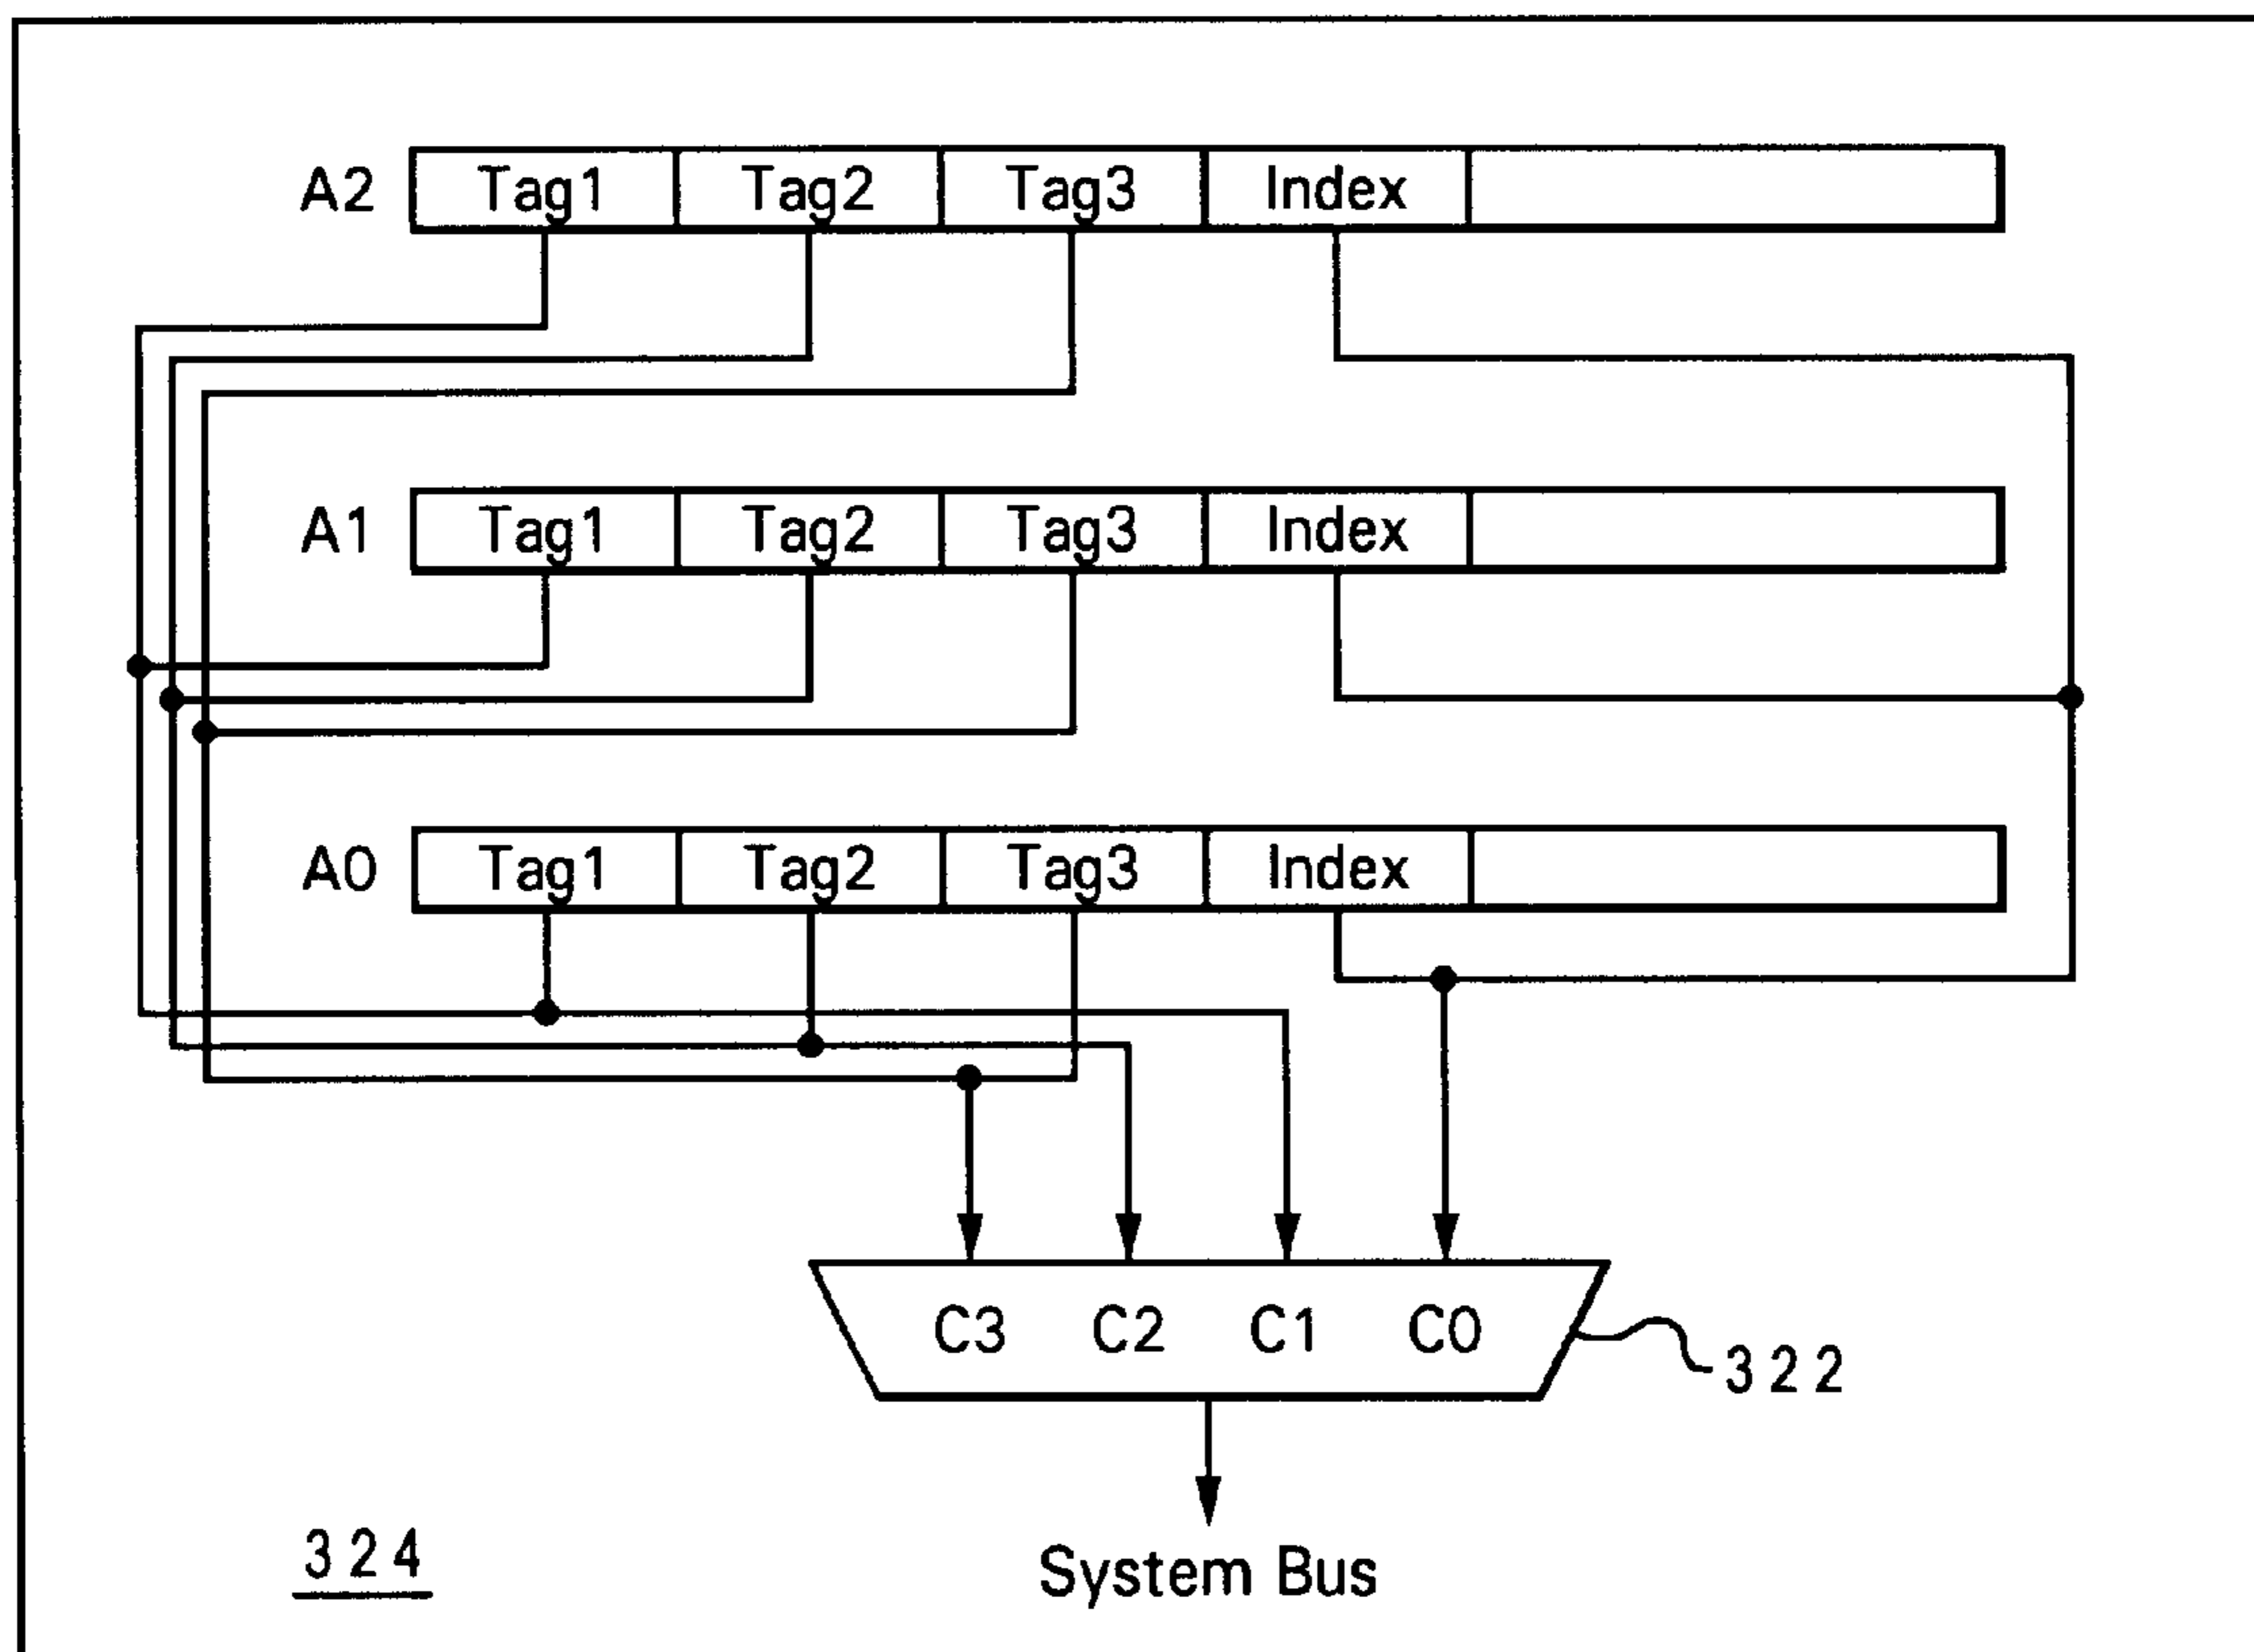 A2 Tag1 Tag2 Tag3 Index
A1 Tag1 Tag2 Tag3 Index
A0 Tag1 Tag2 Tag3 Index
C3 C2 C1 C0
322
324
System Bus